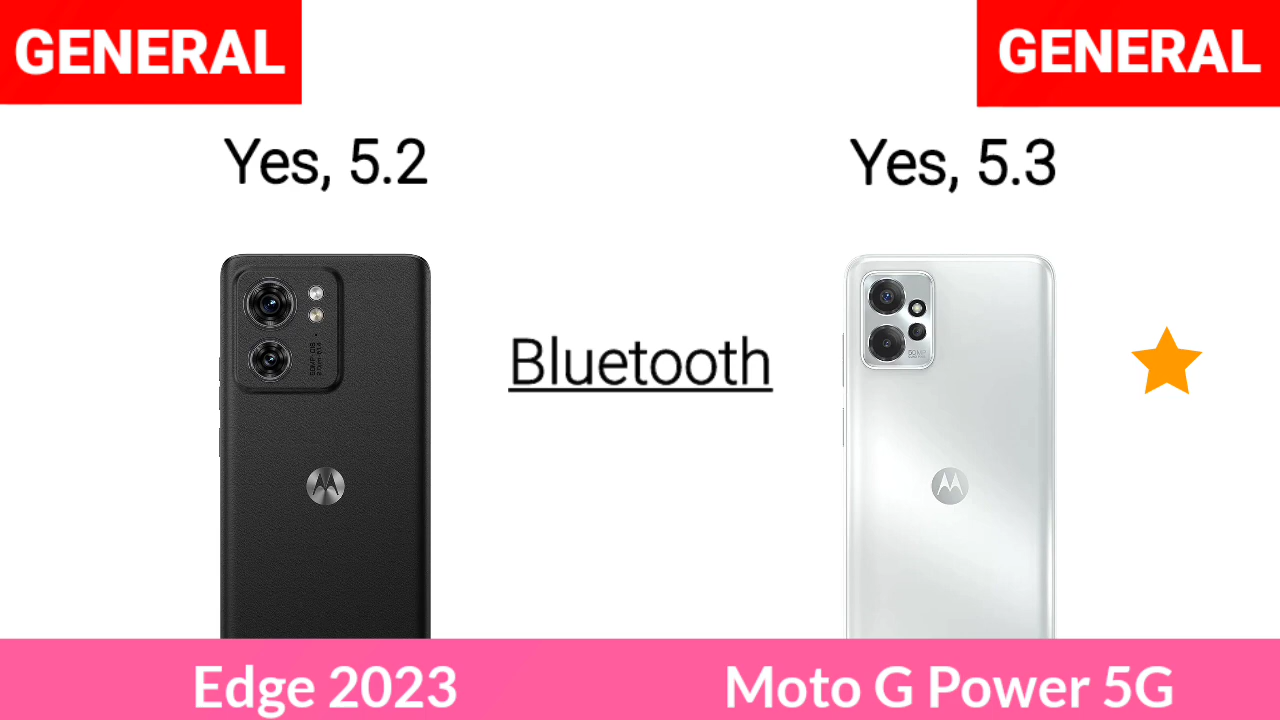 GENERAL
GENERAL
Yes, 5.2
Yes, 5.3
Bluetooth
Edge 2023
Moto G Power 5G